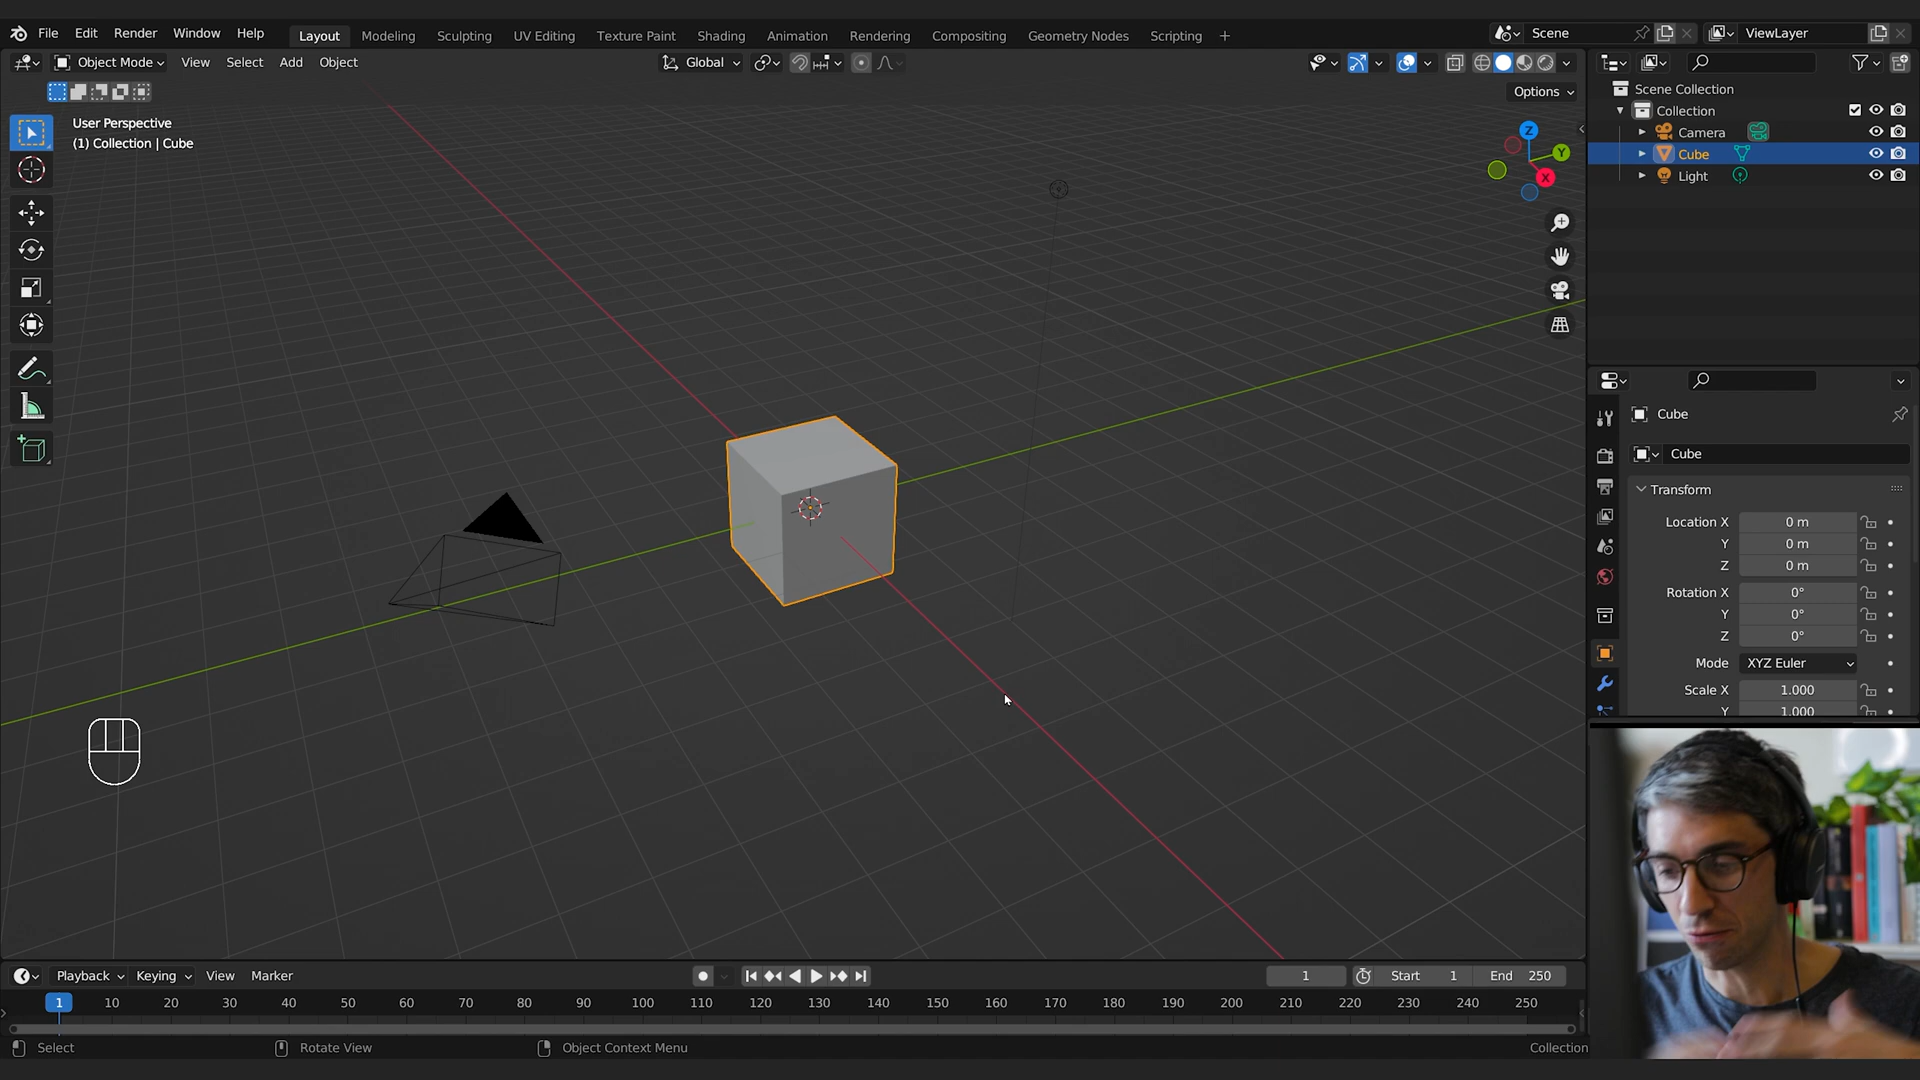 File Edit Render Window Help Layout Modeling Sculpting UV Editing Texture Paint Shading Animation Rendering Compositing Geometry Nodes Scripting + Scene ViewLayer
Object Mode View Select Add Object Global
Options
User Perspective
(1) Collection | Cube
Z
Y
X
Scene Collection
Collection
Camera
Cube
Light
Cube
Cube
Transform
Location X 0 m
Y 0 m
Z 0 m
Rotation X 0°
Y 0°
Z 0°
Mode XYZ Euler
Scale X 1.000
Y 1.000
Playback Keying View Marker 1 Start 1 End 250
1 10 20 30 40 50 60 70 80 90 100 110 120 130 140 150 160 170 180 190 200 210 220 230 240 250
Select Rotate View Object Context Menu Collection